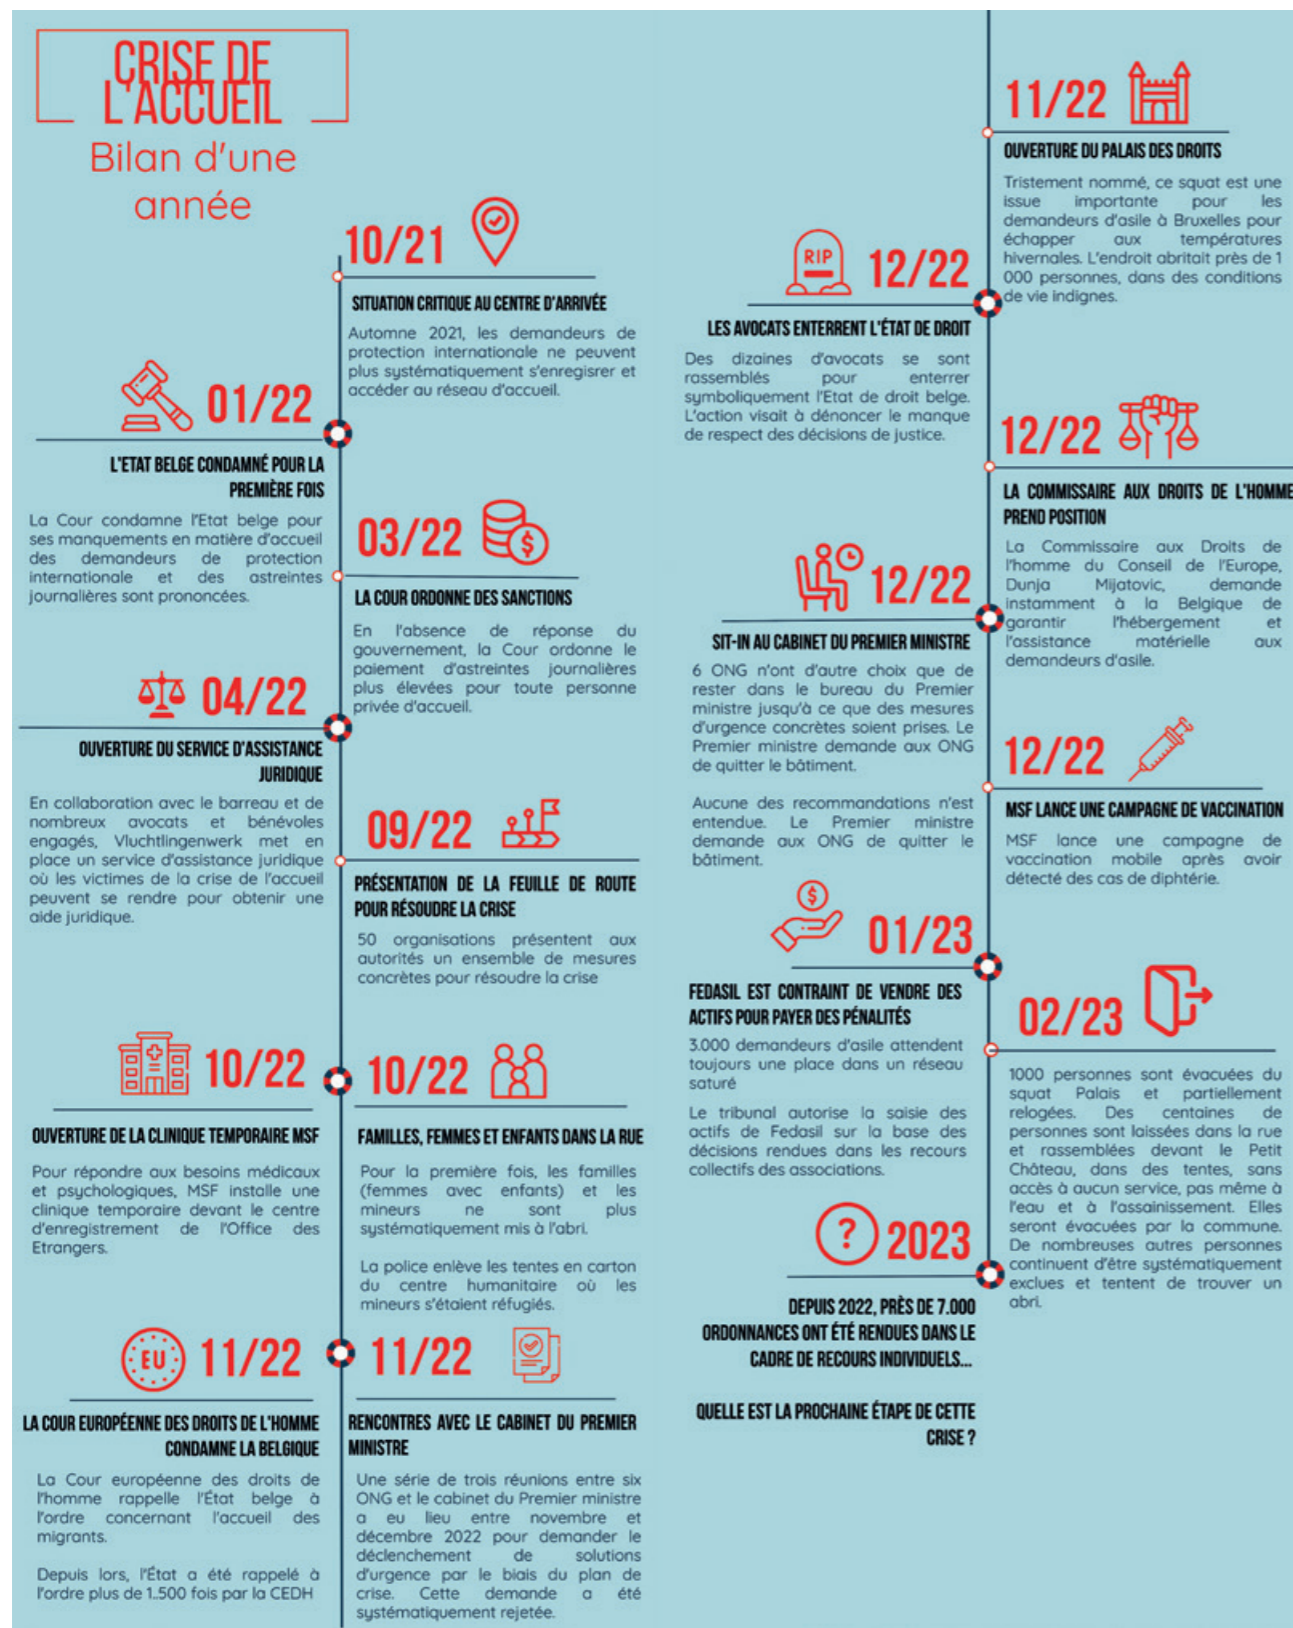 CRISE DE
L'ACCUEIL
Bilan d'une
année
10/21
SITUATION CRITIQUE AU CENTRE D'ARRIVÉE
Automne 2021, les demandeurs de
protection internationale ne peuvent
plus systématiquement s'enregisrer et
accéder au réseau d'accueil.
01/22
L'ETAT BELGE CONDAMNÉ POUR LA
PREMIÈRE FOIS
La Cour condamne l'Etat belge pour
ses manquements en matière d'accueil
des demandeurs de protection
internationale et des astreintes
journalières sont prononcées.
03/22
LA COUR ORDONNE DES SANCTIONS
En l'absence de réponse du
gouvernement, la Cour ordonne le
paiement d'astreintes journalières
plus élevées pour toute personne
privée d'accueil.
04/22
OUVERTURE DU SERVICE D'ASSISTANCE
JURIDIQUE
En collaboration avec le barreau et de
nombreux avocats et bénévoles
engagés, Vluchtlingenwerk met en
place un service d'assistance juridique
où les victimes de la crise de l'accueil
peuvent se rendre pour obtenir une
aide juridique.
09/22
PRÉSENTATION DE LA FEUILLE DE ROUTE
POUR RÉSOUDRE LA CRISE
50 organisations présentent aux
autorités un ensemble de mesures
concrètes pour résoudre la crise
10/22
OUVERTURE DE LA CLINIQUE TEMPORAIRE MSF
Pour répondre aux besoins médicaux
et psychologiques, MSF installe une
clinique temporaire devant le centre
d'enregistrement de l'Office des
Etrangers.
10/22
FAMILLES, FEMMES ET ENFANTS DANS LA RUE
Pour la première fois, les familles
(femmes avec enfants) et les
mineurs ne sont plus
systématiquement mis à l'abri.
La police enlève les tentes en carton
du centre humanitaire où les
mineurs s'étaient réfugiés.
EU
11/22
LA COUR EUROPÉENNE DES DROITS DE L'HOMME
CONDAMNE LA BELGIQUE
La Cour européenne des droits de
l'homme rappelle l'État belge à
l'ordre concernant l'accueil des
migrants.
Depuis lors, l'État a été rappelé à
l'ordre plus de 1..500 fois par la CEDH
11/22
RENCONTRES AVEC LE CABINET DU PREMIER
MINISTRE
Une série de trois réunions entre six
ONG et le cabinet du Premier ministre
a eu lieu entre novembre et
décembre 2022 pour demander le
déclenchement de solutions
d'urgence par le biais du plan de
crise. Cette demande a été
systématiquement rejetée.
11/22
OUVERTURE DU PALAIS DES DROITS
Tristement nommé, ce squat est une
issue importante pour les
demandeurs d'asile à Bruxelles pour
échapper aux températures
hivernales. L'endroit abritait près de 1
000 personnes, dans des conditions
de vie indignes.
RIP
12/22
LES AVOCATS ENTERRENT L'ÉTAT DE DROIT
Des dizaines d'avocats se sont
rassemblés pour enterrer
symboliquement l'Etat de droit belge.
L'action visait à dénoncer le manque
de respect des décisions de justice.
12/22
LA COMMISSAIRE AUX DROITS DE L'HOMME
PREND POSITION
La Commissaire aux Droits de
l'homme du Conseil de l'Europe,
Dunja Mijatovic, demande
instamment à la Belgique de
garantir l'hébergement et
l'assistance matérielle aux
demandeurs d'asile.
12/22
SIT-IN AU CABINET DU PREMIER MINISTRE
6 ONG n'ont d'autre choix que de
rester dans le bureau du Premier
ministre jusqu'à ce que des mesures
d'urgence concrètes soient prises. Le
Premier ministre demande aux ONG
de quitter le bâtiment.
Aucune des recommandations n'est
entendue. Le Premier ministre
demande aux ONG de quitter le
bâtiment.
12/22
MSF LANCE UNE CAMPAGNE DE VACCINATION
MSF lance une campagne de
vaccination mobile après avoir
détecté des cas de diphtérie.
01/23
FEDASIL EST CONTRAINT DE VENDRE DES
ACTIFS POUR PAYER DES PÉNALITÉS
3.000 demandeurs d'asile attendent
toujours une place dans un réseau
saturé
Le tribunal autorise la saisie des
actifs de Fedasil sur la base des
décisions rendues dans les recours
collectifs des associations.
02/23
1000 personnes sont évacuées du
squat Palais et partiellement
relogées. Des centaines de
personnes sont laissées dans la rue
et rassemblées devant le Petit
Château, dans des tentes, sans
accès à aucun service, pas même à
l'eau et à l'assainissement. Elles
seront évacuées par la commune.
De nombreuses autres personnes
continuent d'être systématiquement
exclues et tentent de trouver un
abri.
?
2023
DEPUIS 2022, PRÈS DE 7.000
ORDONNANCES ONT ÉTÉ RENDUES DANS LE
CADRE DE RECOURS INDIVIDUELS...
QUELLE EST LA PROCHAINE ÉTAPE DE CETTE
CRISE ?